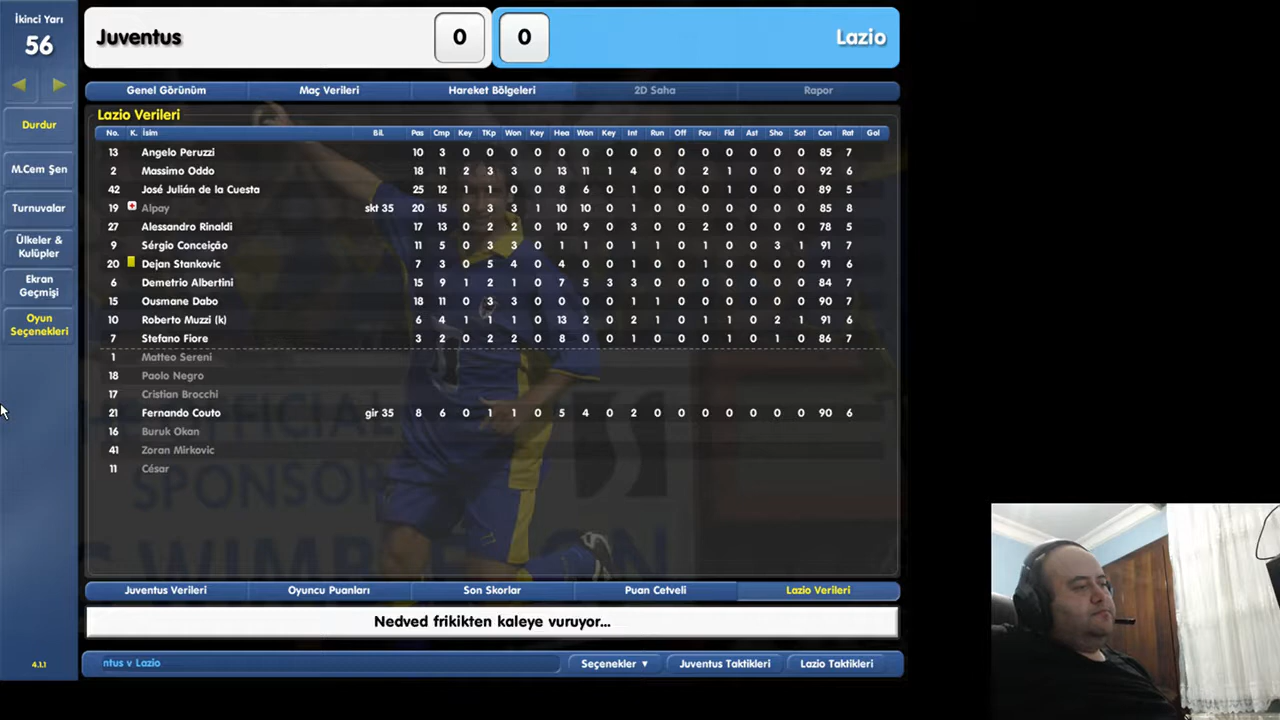 İkinci Yarı
56
Juventus 0 0 Lazio
Genel Görünüm Maç Verileri Hareket Bölgeleri 2D Saha Rapor
Durdur
M.Cem Şen
Turnuvalar
Ülkeler &
Kulüpler
Ekran
Geçmişi
Oyun
Seçenekleri
4.1.1
Lazio Verileri
No. K. İsim Bil. Pas Cmp Key TKp Won Key Hea Won Key Int Run Off Fou Fld Ast Sho Sot Con Rat Gol
13 Angelo Peruzzi 10 3 0 0 0 0 0 0 0 0 0 0 0 0 0 0 0 85 7
2 Massimo Oddo 18 11 2 3 3 0 13 11 1 4 0 0 2 1 0 0 0 92 6
42 José Julián de la Cuesta 25 12 1 1 0 0 8 6 0 1 0 0 0 1 0 0 0 89 5
19 Alpay skt 35 20 15 0 3 3 1 10 10 0 1 0 0 0 0 0 0 0 85 8
27 Alessandro Rinaldi 17 13 0 2 2 0 10 9 0 3 0 0 2 0 0 0 0 78 5
9 Sérgio Conceição 11 5 0 3 3 0 1 1 0 1 1 0 1 0 0 3 1 91 7
20 Dejan Stankovic 7 3 0 5 4 0 4 0 0 1 0 0 1 0 0 0 0 91 6
6 Demetrio Albertini 15 9 1 2 1 0 7 5 3 3 0 0 0 0 0 0 0 84 7
15 Ousmane Dabo 18 11 0 3 3 0 0 0 0 1 1 0 0 0 0 0 0 90 7
10 Roberto Muzzi (k) 6 4 1 1 1 0 13 2 0 2 1 0 1 1 0 2 1 91 6
7 Stefano Fiore 3 2 0 2 2 0 8 0 0 1 0 0 0 1 0 1 0 86 7
1 Matteo Sereni
18 Paolo Negro
17 Cristian Brocchi
21 Fernando Couto gir 35 8 6 0 1 1 0 5 4 0 2 0 0 0 0 0 0 0 90 6
16 Buruk Okan
41 Zoran Mirkovic
11 César
OFFICIAL
SPONSOR
WIMBLE
Juventus Verileri Oyuncu Puanları Son Skorlar Puan Cetveli Lazio Verileri
Nedved frikikten kaleye vuruyor...
ntus v Lazio Seçenekler ▼ Juventus Taktikleri Lazio Taktikleri